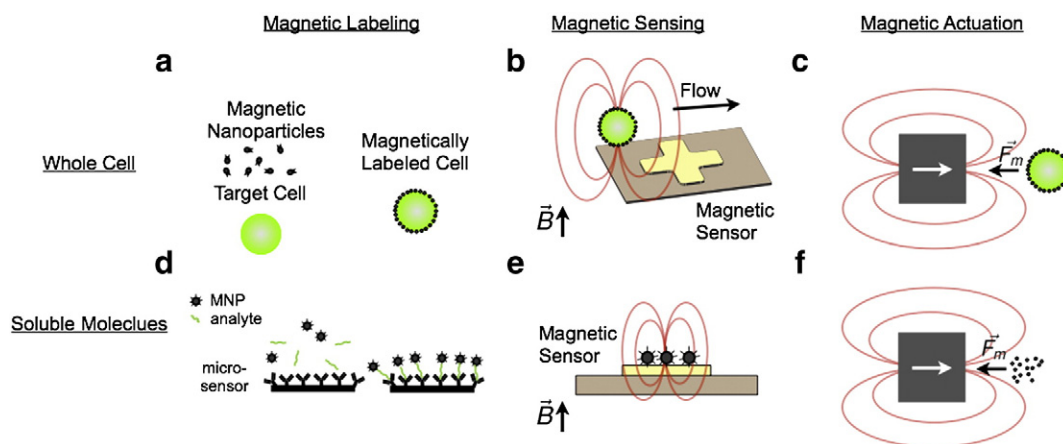 Magnetic Labeling
Magnetic Sensing
Magnetic Actuation
Whole Cell
a
Magnetic
Nanoparticles
Target Cell
Magnetically
Labeled Cell
b
Flow
B
Magnetic
Sensor
c
Fm
Soluble Moleclues
d
MNP
analyte
micro-
sensor
e
Magnetic
Sensor
B
f
Fm